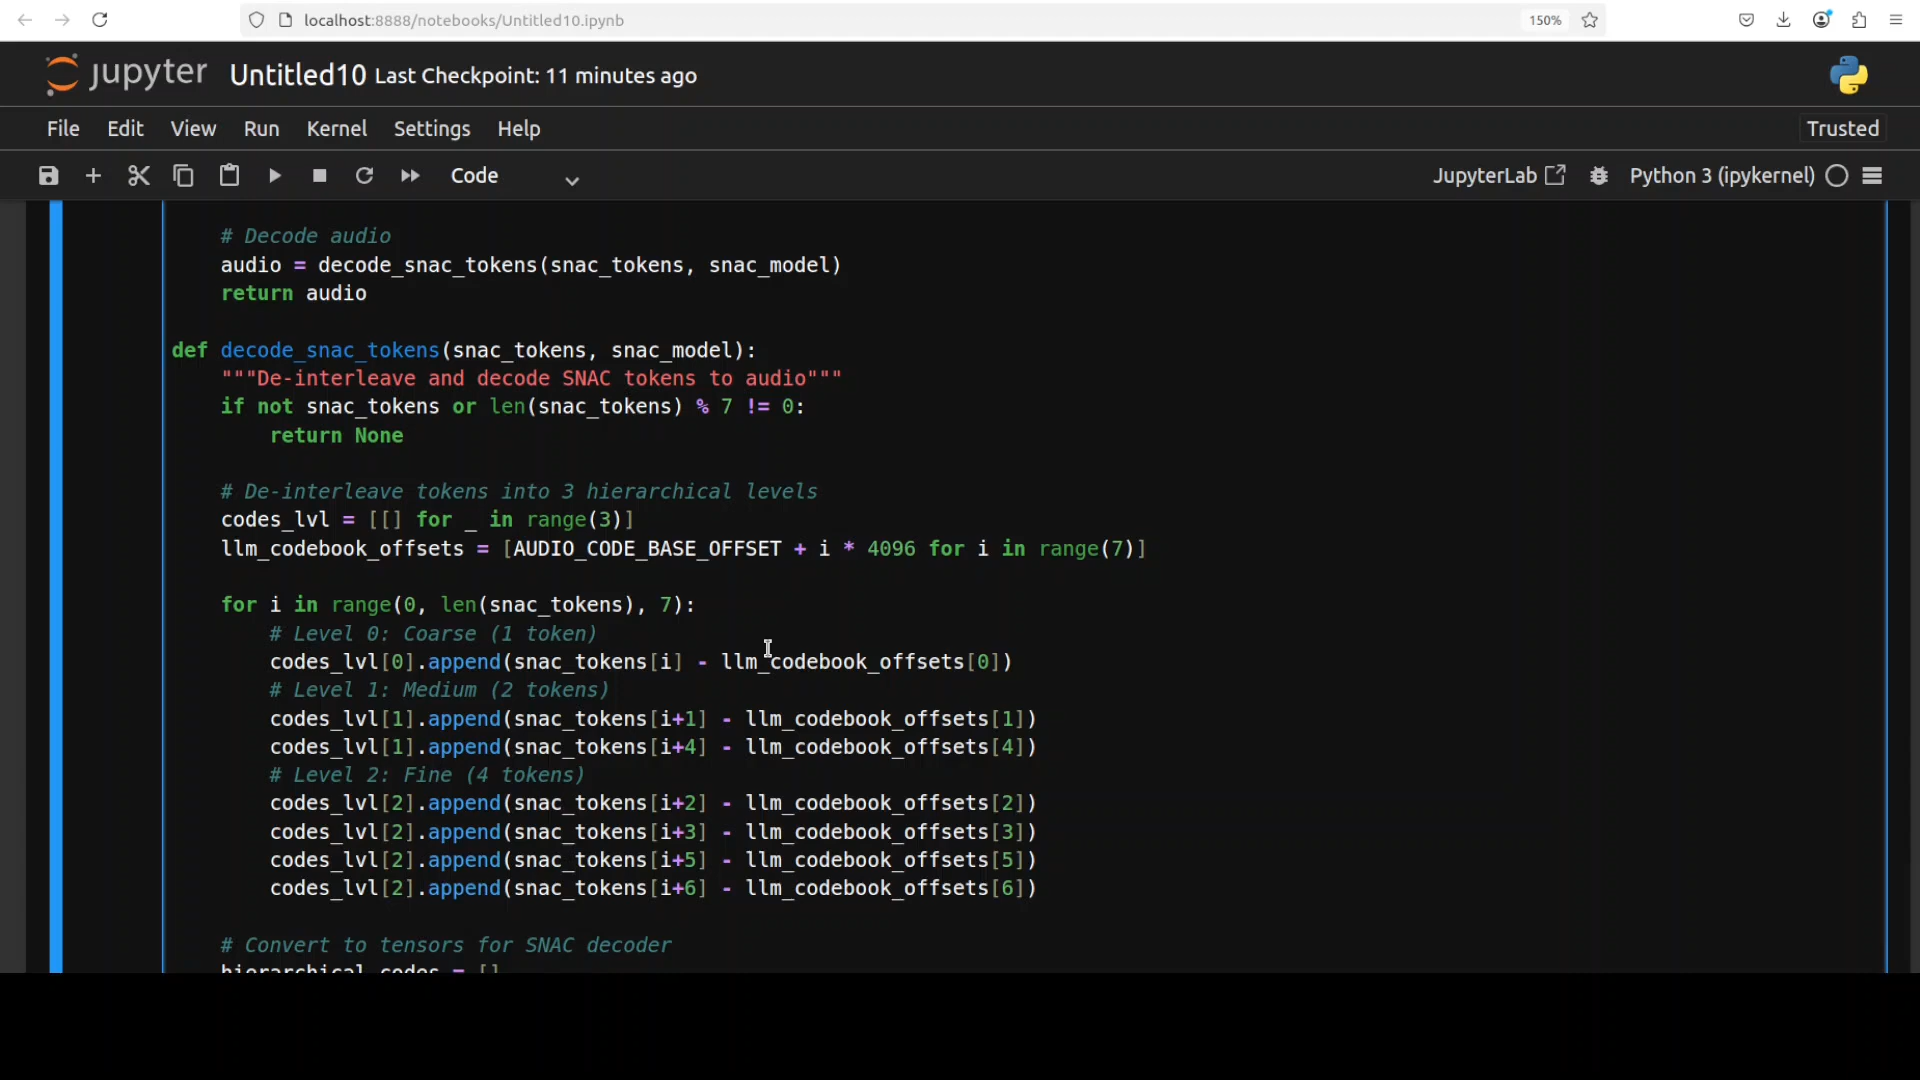 localhost:8888/notebooks/Untitled10.ipynb
150%
jupyter Untitled10 Last Checkpoint: 11 minutes ago
File Edit View Run Kernel Settings Help
Trusted
Code
JupyterLab
Python 3 (ipykernel)
# Decode audio
audio = decode_snac_tokens(snac_tokens, snac_model)
return audio
def decode_snac_tokens(snac_tokens, snac_model):
"""De-interleave and decode SNAC tokens to audio"""
if not snac_tokens or len(snac_tokens) % 7 != 0:
return None
# De-interleave tokens into 3 hierarchical levels
codes_lvl = [[] for _ in range(3)]
llm_codebook_offsets = [AUDIO_CODE_BASE_OFFSET + i * 4096 for i in range(7)]
for i in range(0, len(snac_tokens), 7):
# Level 0: Coarse (1 token)
codes_lvl[0].append(snac_tokens[i] - llm_codebook_offsets[0])
# Level 1: Medium (2 tokens)
codes_lvl[1].append(snac_tokens[i+1] - llm_codebook_offsets[1])
codes_lvl[1].append(snac_tokens[i+4] - llm_codebook_offsets[4])
# Level 2: Fine (4 tokens)
codes_lvl[2].append(snac_tokens[i+2] - llm_codebook_offsets[2])
codes_lvl[2].append(snac_tokens[i+3] - llm_codebook_offsets[3])
codes_lvl[2].append(snac_tokens[i+5] - llm_codebook_offsets[5])
codes_lvl[2].append(snac_tokens[i+6] - llm_codebook_offsets[6])
# Convert to tensors for SNAC decoder
hierarchical_codes = []